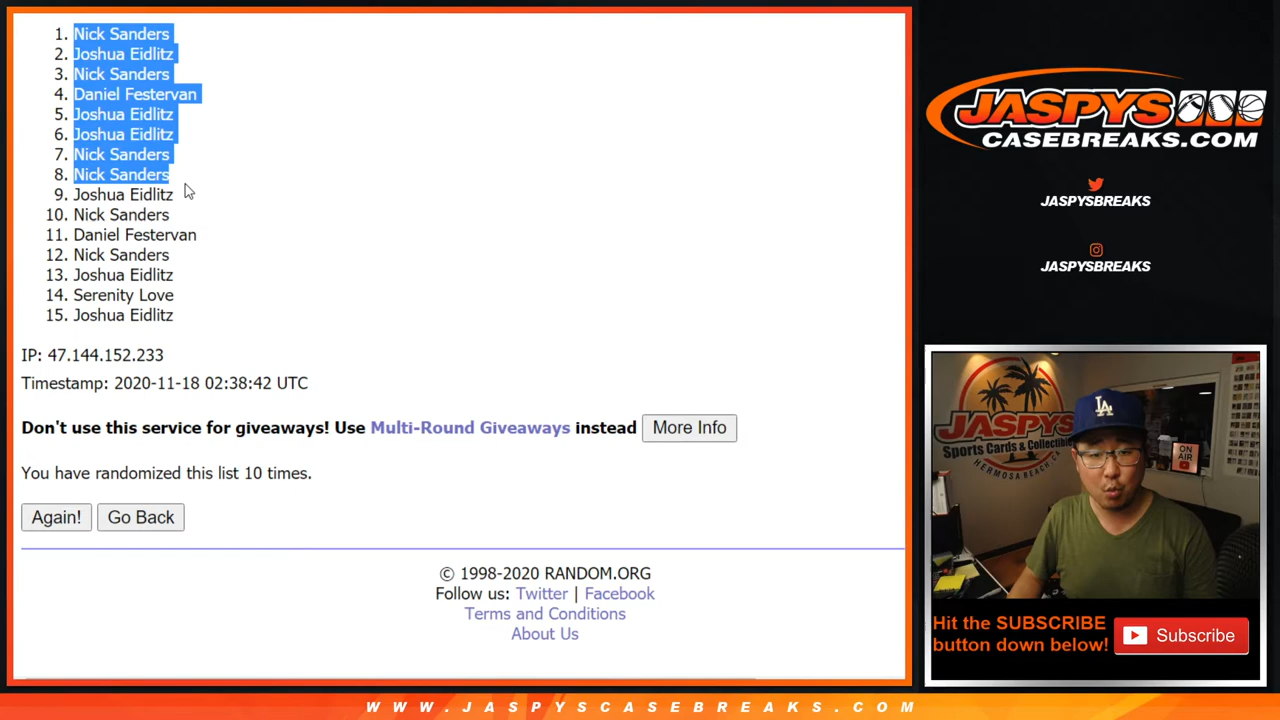 1. Nick Sanders
2. Joshua Eidlitz
3. Nick Sanders
4. Daniel Festervan
5. Joshua Eidlitz
6. Joshua Eidlitz
7. Nick Sanders
8. Nick Sanders
9. Joshua Eidlitz
10. Nick Sanders
11. Daniel Festervan
12. Nick Sanders
13. Joshua Eidlitz
14. Serenity Love
15. Joshua Eidlitz
IP: 47.144.152.233
Timestamp: 2020-11-18 02:38:42 UTC
Don't use this service for giveaways! Use Multi-Round Giveaways instead More Info
You have randomized this list 10 times.
Again! Go Back
© 1998-2020 RANDOM.ORG
Follow us: Twitter | Facebook
Terms and Conditions
About Us
JASPYS
CASEBREAKS.COM
JASPYSBREAKS
JASPYSBREAKS
JASPYS
Sports Cards & Collectibles
HERMOSA BEACH, CA
LA
ON
AIR
Hit the SUBSCRIBE
button down below!
Subscribe
WWW.JASPYSCASEBREAKS.COM